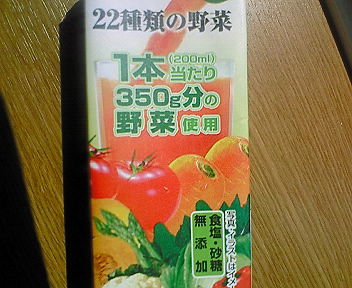 22種類の野菜
1本(200ml)当たり
350g分の
野菜使用
食塩・砂糖
無添加
写真・イラストはイメ